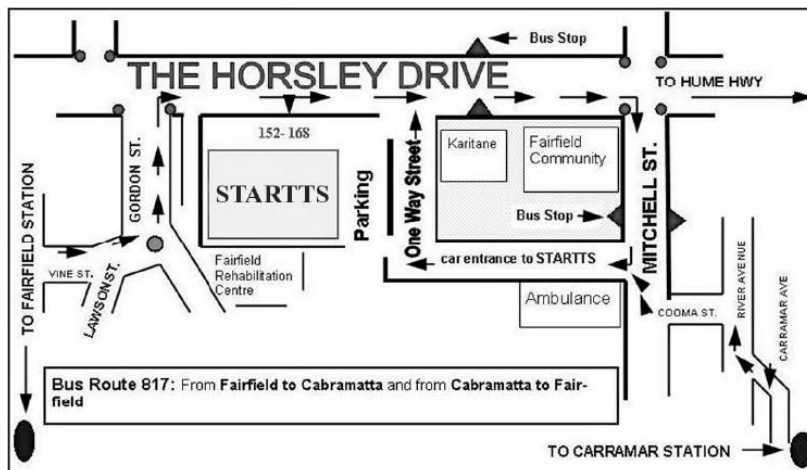 Bus Stop
THE HORSLEY DRIVE
TO HUME HWY
152-168
STARTTS
GORDON ST.
Parking
One Way Street
Karitane
Fairfield
Community
Bus Stop
MITCHELL ST.
TO FAIRFIELD STATION
VINE ST.
LAWSON ST.
Fairfield
Rehabilitation
Centre
car entrance to STARTTS
Ambulance
COOMA ST.
RIVER AVENUE
CARRAMAR AVE
Bus Route 817: From Fairfield to Cabramatta and from Cabramatta to Fair-
field
TO CARRAMAR STATION